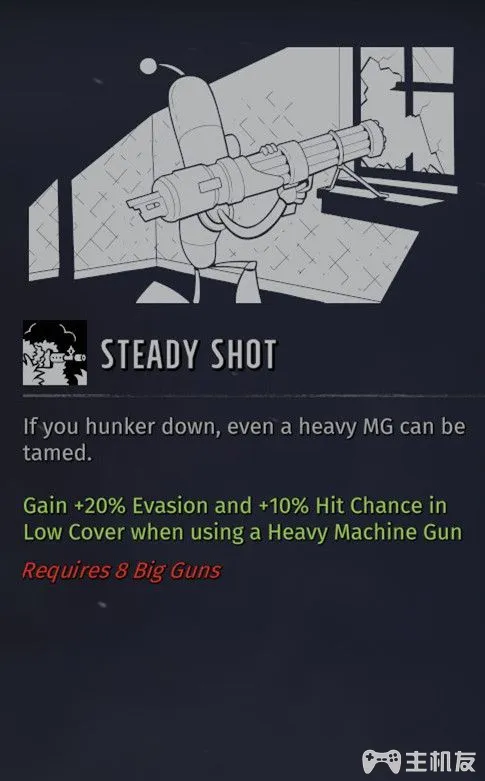 STEADY SHOT
If you hunker down, even a heavy MG can be
tamed.
Gain +20% Evasion and +10% Hit Chance in
Low Cover when using a Heavy Machine Gun
Requires 8 Big Guns
主机友